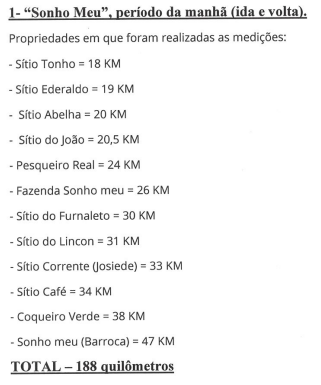 1- “Sonho Meu”, período da manhã (ida e volta).
Propriedades em que foram realizadas as medições:
- Sítio Tonho = 18 KM
- Sítio Ederaldo = 19 KM
- Sítio Abelha = 20 KM
- Sítio do João = 20,5 KM
- Pesqueiro Real = 24 KM
- Fazenda Sonho meu = 26 KM
- Sítio do Furnaleto = 30 KM
- Sítio do Lincon = 31 KM
- Sítio Corrente (Josiede) = 33 KM
- Sítio Café = 34 KM
- Coqueiro Verde = 38 KM
- Sonho meu (Barroca) = 47 KM
TOTAL – 188 quilômetros